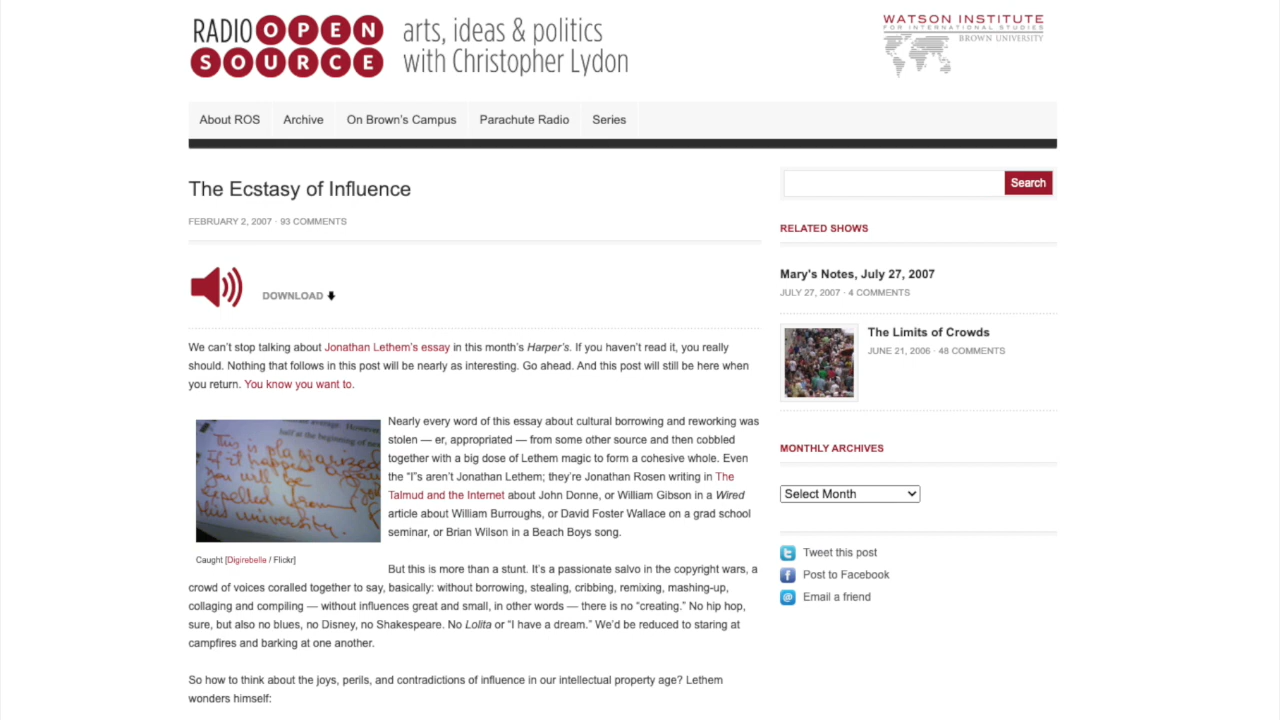 RADIO OPEN SOURCE
arts, ideas & politics
with Christopher Lydon
WATSON INSTITUTE
FOR INTERNATIONAL STUDIES
BROWN UNIVERSITY
About ROS
Archive
On Brown's Campus
Parachute Radio
Series
The Ecstasy of Influence
FEBRUARY 2, 2007 · 93 COMMENTS
DOWNLOAD
We can't stop talking about Jonathan Lethem's essay in this month's Harper's. If you haven't read it, you really
should. Nothing that follows in this post will be nearly as interesting. Go ahead. And this post will still be here when
you return. You know you want to.
average. However
half at the beginning of
This is plagiarized
If it happens again
you will be
expelled from
this university.
Caught [Digirebelle / Flickr]
Nearly every word of this essay about cultural borrowing and reworking was
stolen — er, appropriated — from some other source and then cobbled
together with a big dose of Lethem magic to form a cohesive whole. Even
the "I"s aren't Jonathan Lethem; they're Jonathan Rosen writing in The
Talmud and the Internet about John Donne, or William Gibson in a Wired
article about William Burroughs, or David Foster Wallace on a grad school
seminar, or Brian Wilson in a Beach Boys song.
But this is more than a stunt. It's a passionate salvo in the copyright wars, a
crowd of voices coralled together to say, basically: without borrowing, stealing, cribbing, remixing, mashing-up,
collaging and compiling — without influences great and small, in other words — there is no "creating." No hip hop,
sure, but also no blues, no Disney, no Shakespeare. No Lolita or "I have a dream." We'd be reduced to staring at
campfires and barking at one another.
So how to think about the joys, perils, and contradictions of influence in our intellectual property age? Lethem
wonders himself:
Search
RELATED SHOWS
Mary's Notes, July 27, 2007
JULY 27, 2007 · 4 COMMENTS
The Limits of Crowds
JUNE 21, 2006 · 48 COMMENTS
MONTHLY ARCHIVES
Select Month
Tweet this post
Post to Facebook
Email a friend